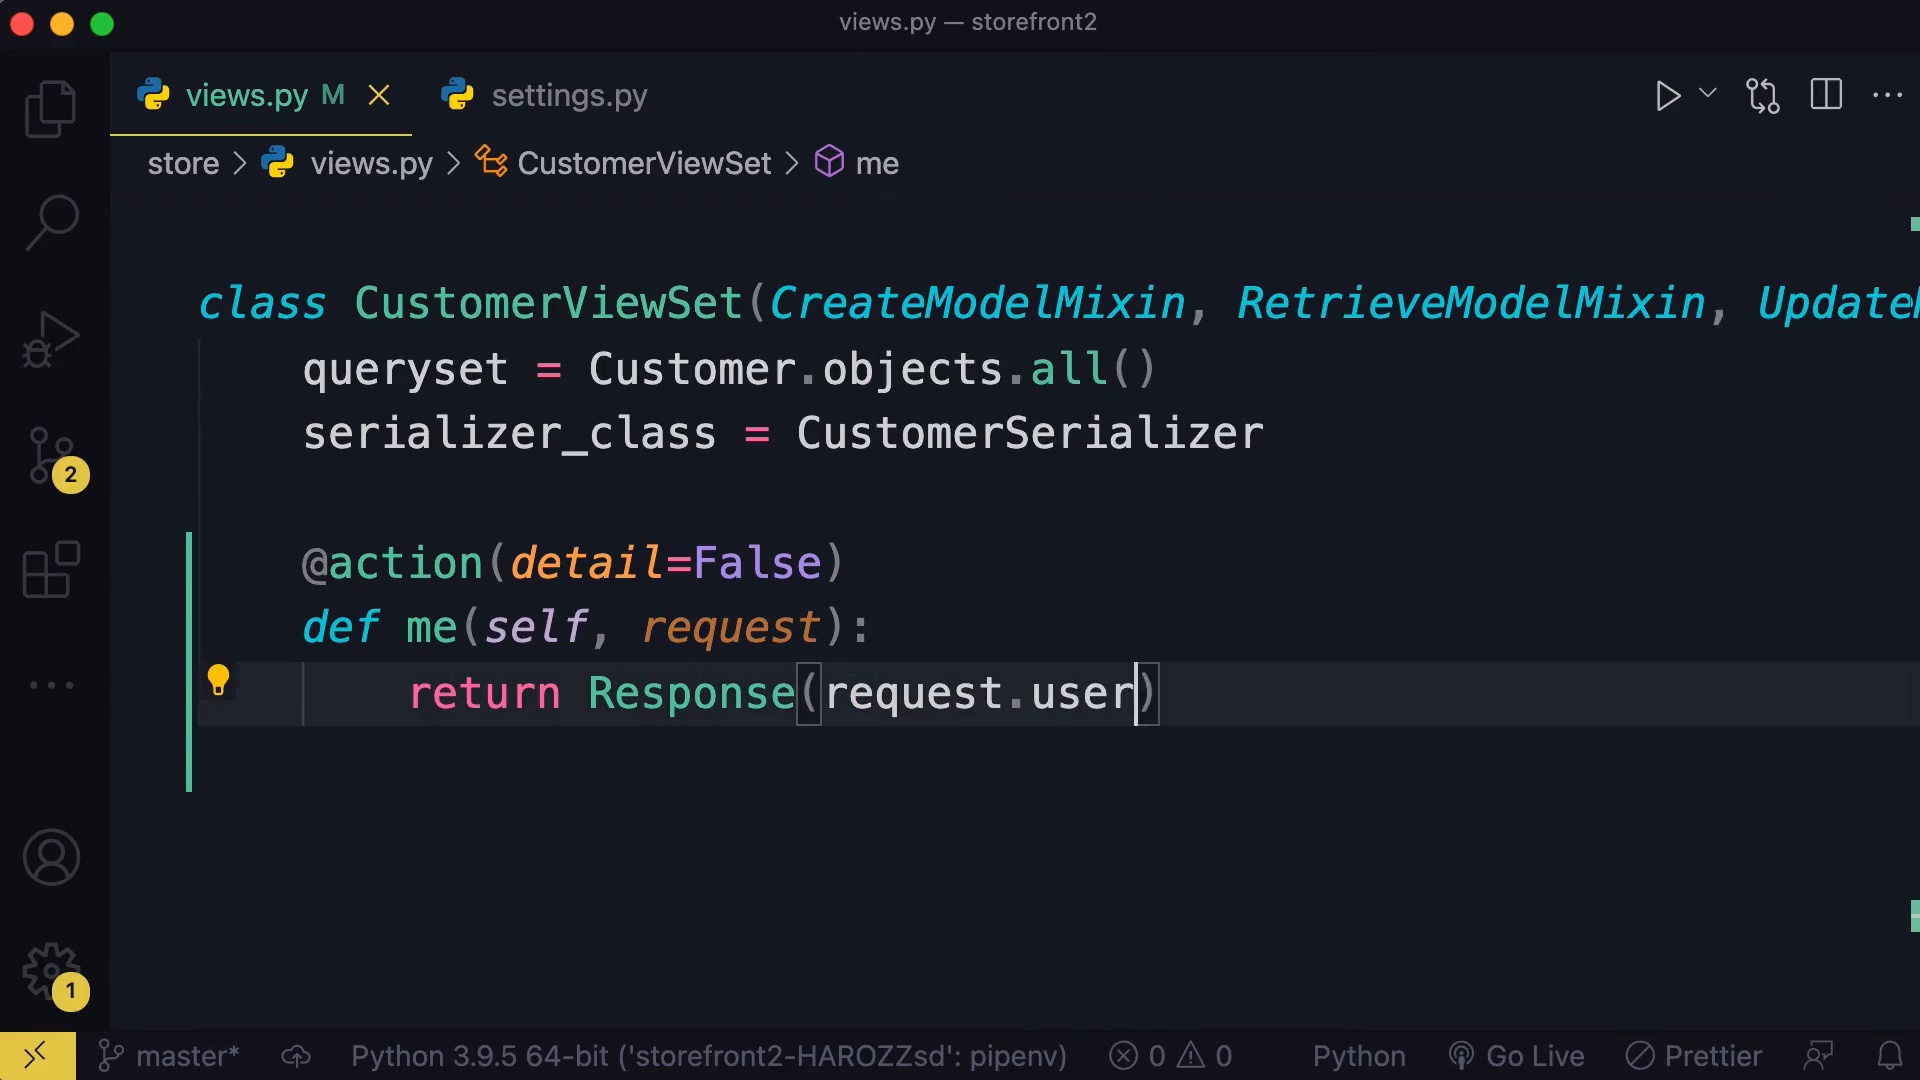 views.py — storefront2
views.py M settings.py
store > views.py > CustomerViewSet > me
class CustomerViewSet(CreateModelMixin, RetrieveModelMixin, Update
queryset = Customer.objects.all()
serializer_class = CustomerSerializer
@action(detail=False)
def me(self, request):
return Response(request.user)
2
1
master* Python 3.9.5 64-bit ('storefront2-HAROZZsd': pipenv) 0 0 Python Go Live Prettier